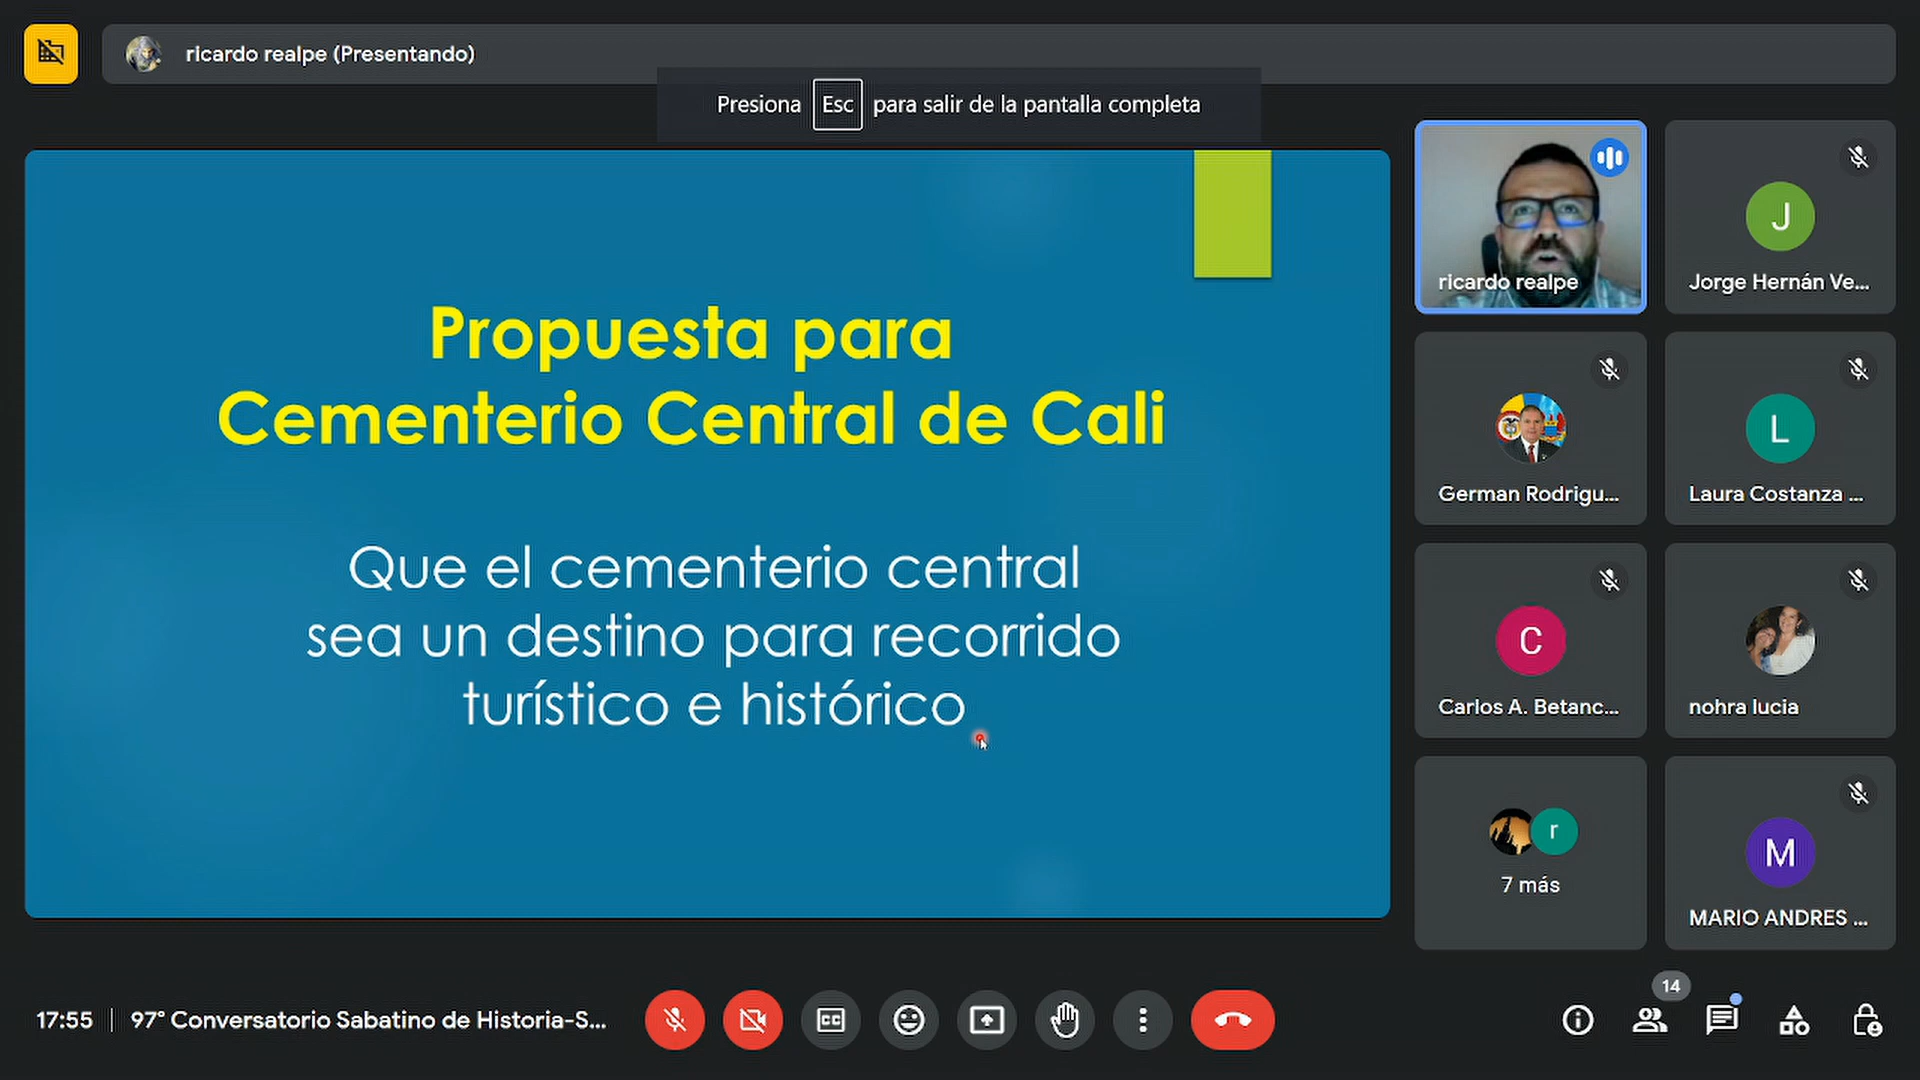 ricardo realpe (Presentando)
Presiona Esc para salir de la pantalla completa
Propuesta para
Cementerio Central de Cali
Que el cementerio central
sea un destino para recorrido
turístico e histórico
ricardo realpe
J
Jorge Hernán Ve...
German Rodrigu...
L
Laura Costanza ...
C
Carlos A. Betanc...
nohra lucia
r
7 más
M
MARIO ANDRES ...
17:55
97° Conversatorio Sabatino de Historia-S...
CC
14